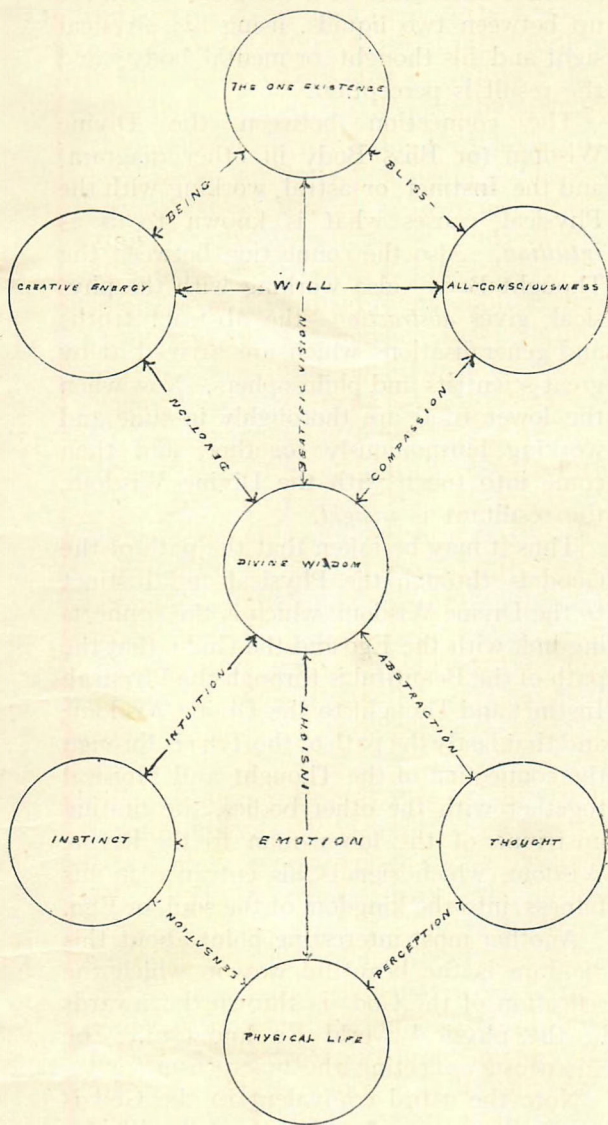 THE ONE EXISTENCE
BEING
BLISS
CREATIVE ENERGY
WILL
ALL-CONSCIOUSNESS
DEVOTION
BEATIFIC VISION
COMPASSION
DIVINE WISDOM
INTUITION
INSIGHT
ABSTRACTION
INSTINCT
EMOTION
THOUGHT
SENSATION
PERCEPTION
PHYSICAL LIFE